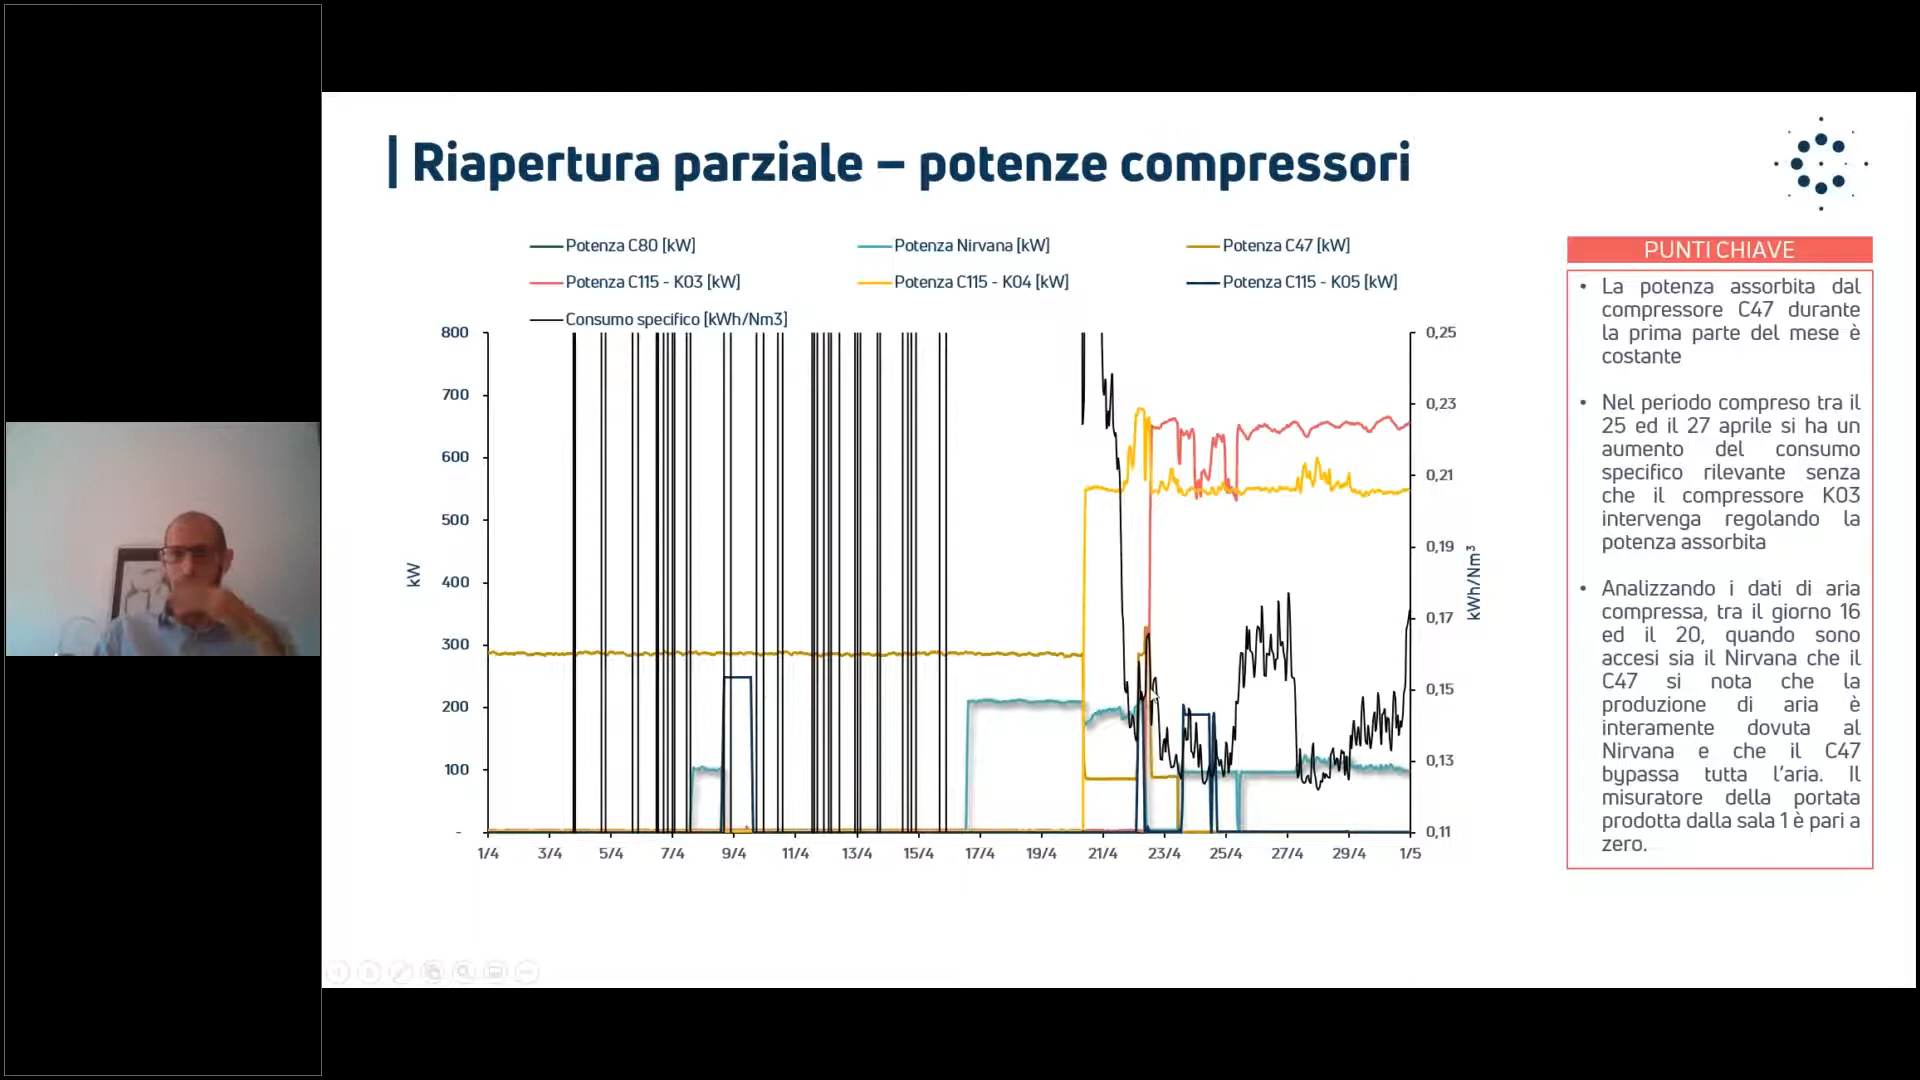 Riapertura parziale – potenze compressori
Potenza C80 [kW]
Potenza Nirvana [kW]
Potenza C47 [kW]
Potenza C115 - K03 [kW]
Potenza C115 - K04 [kW]
Potenza C115 - K05 [kW]
Consumo specifico [kWh/Nm3]
800
700
600
500
400
300
200
100
-
kW
0,25
0,23
0,21
0,19
0,17
0,15
0,13
0,11
kWh/Nm³
1/4
3/4
5/4
7/4
9/4
11/4
13/4
15/4
17/4
19/4
21/4
23/4
25/4
27/4
29/4
1/5
PUNTI CHIAVE
• La potenza assorbita dal
compressore C47 durante
la prima parte del mese è
costante
• Nel periodo compreso tra il
25 ed il 27 aprile si ha un
aumento del consumo
specifico rilevante senza
che il compressore K03
intervenga regolando la
potenza assorbita
• Analizzando i dati di aria
compressa, tra il giorno 16
ed il 20, quando sono
accesi sia il Nirvana che il
C47 si nota che la
produzione di aria è
interamente dovuta al
Nirvana e che il C47
bypassa tutta l'aria. Il
misuratore della portata
prodotta dalla sala 1 è pari a
zero.